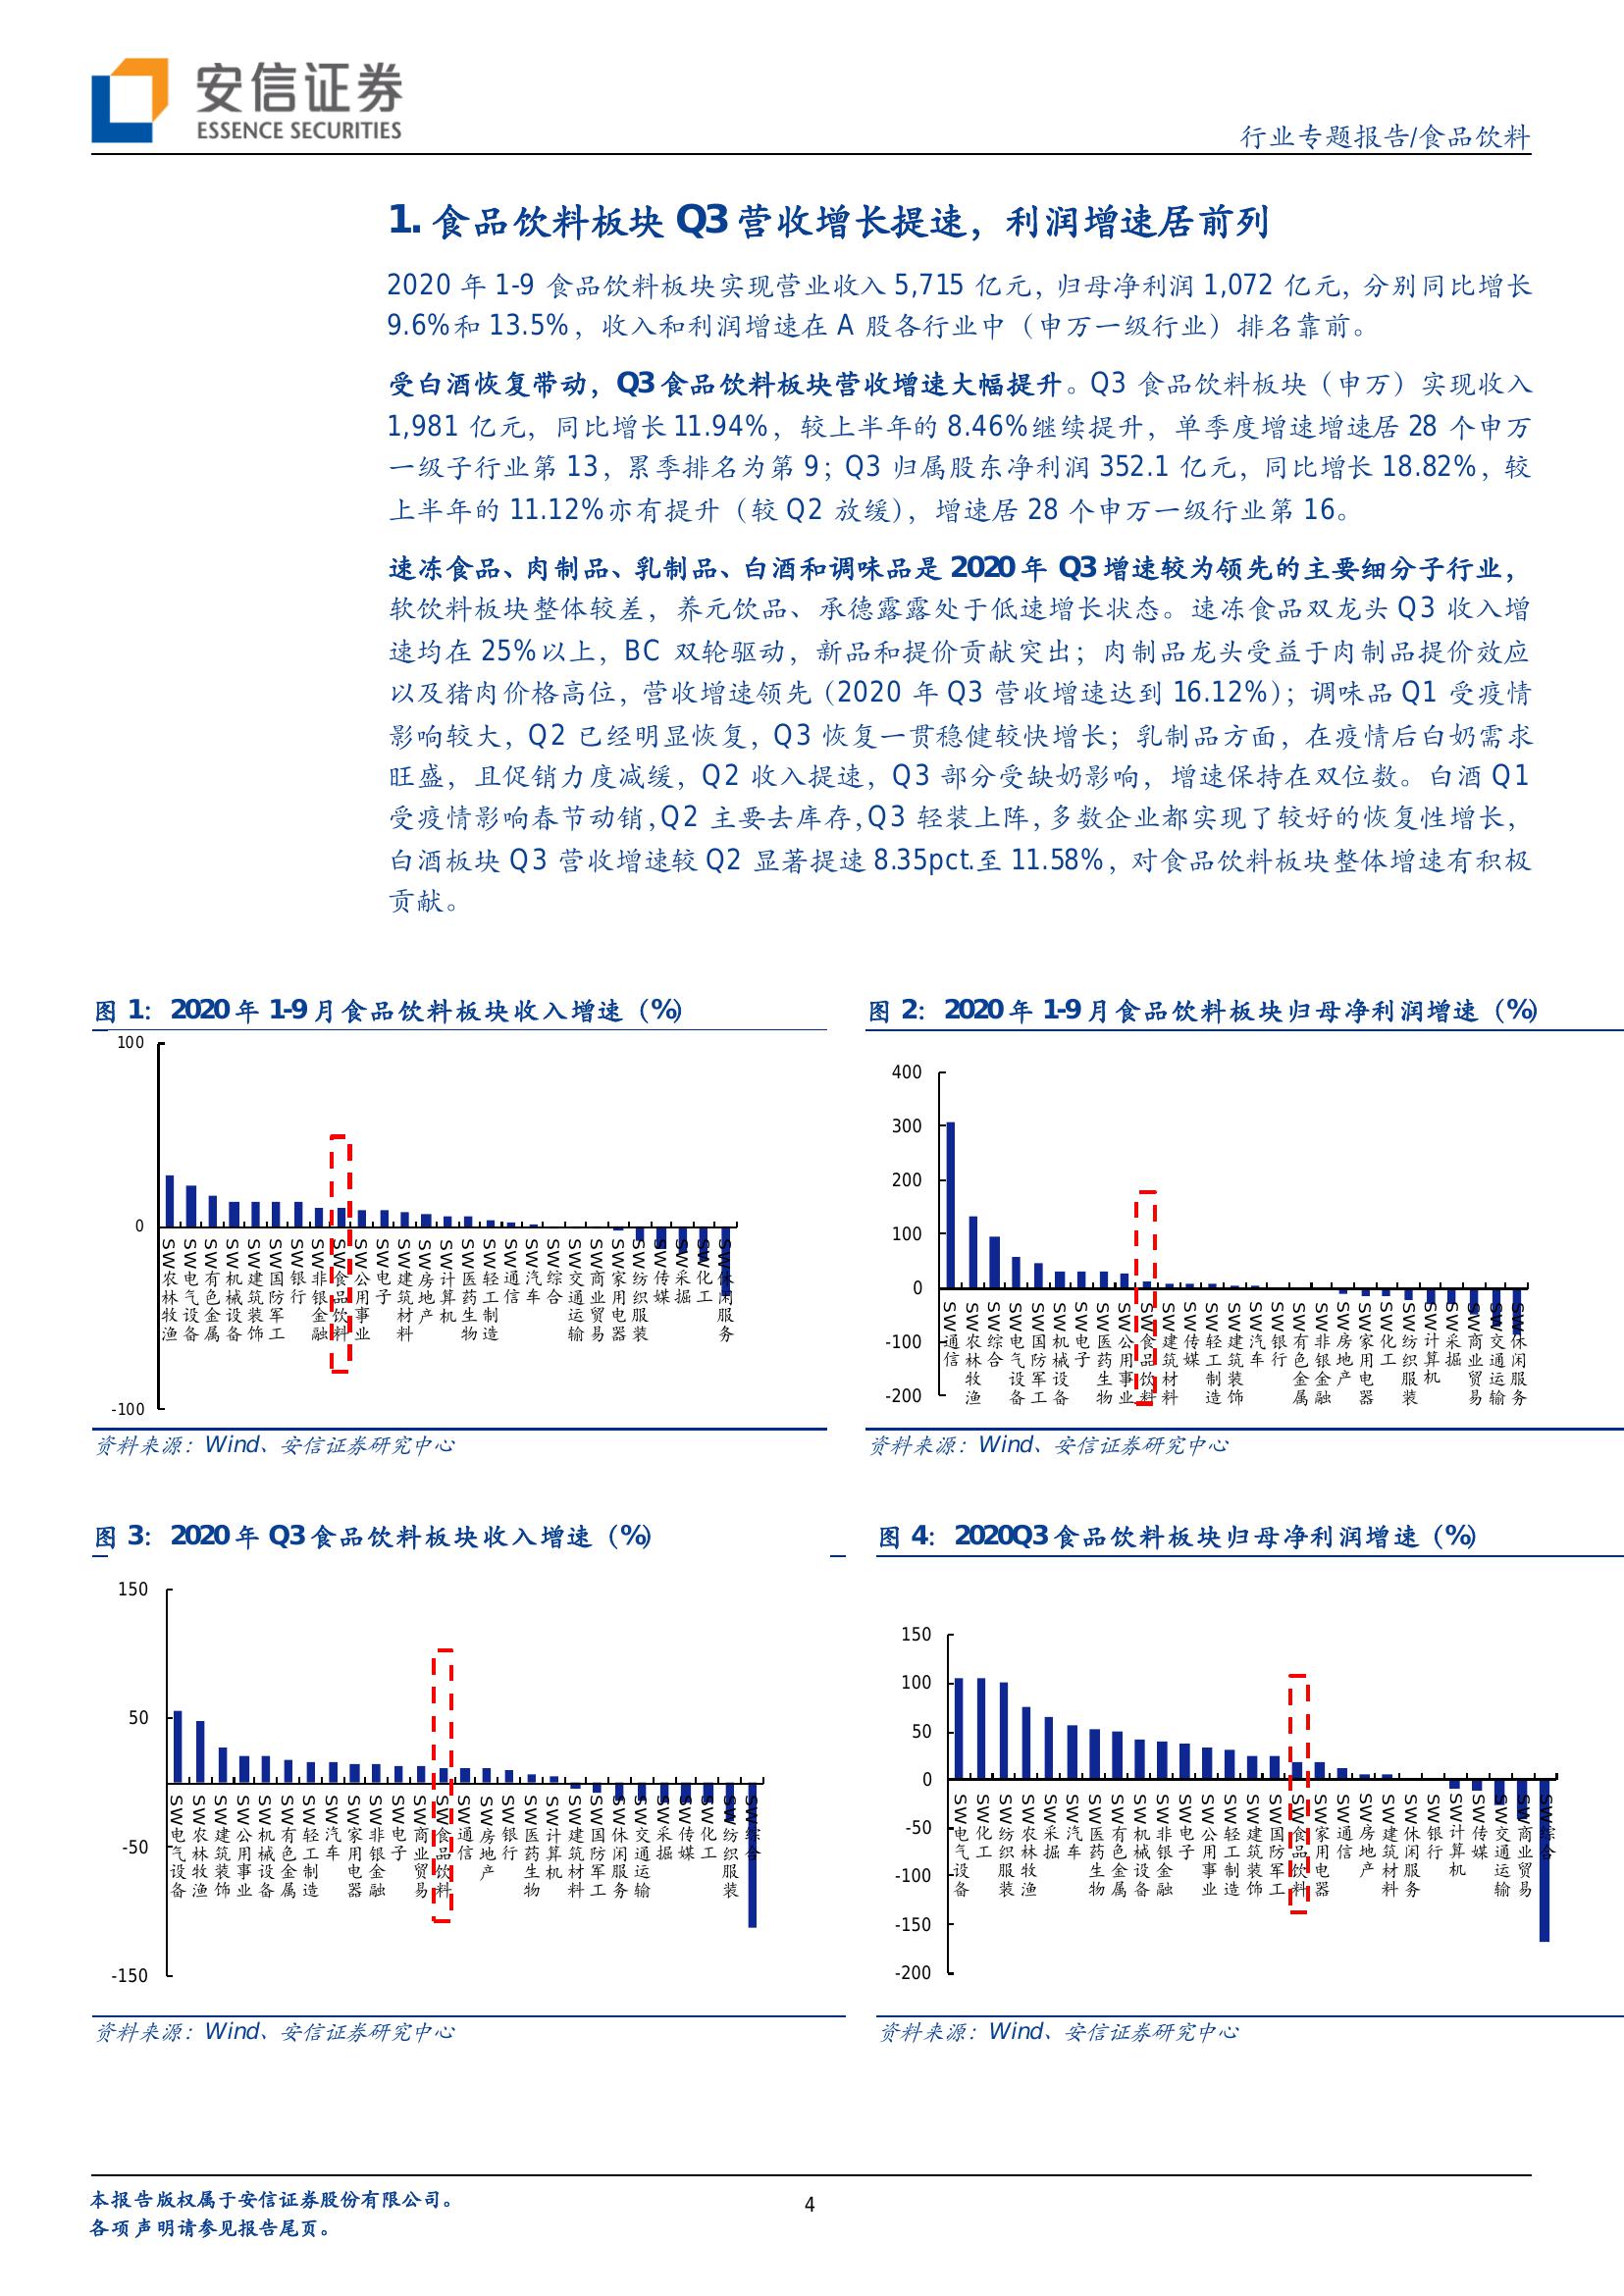 安信证券
ESSENCE SECURITIES
行业专题报告/食品饮料
1. 食品饮料板块 Q3 营收增长提速，利润增速居前列
2020 年 1-9 食品饮料板块实现营业收入 5,715 亿元，归母净利润 1,072 亿元，分别同比增长
9.6%和 13.5%，收入和利润增速在 A 股各行业中（申万一级行业）排名靠前。
受白酒恢复带动，Q3 食品饮料板块营收增速大幅提升。Q3 食品饮料板块（申万）实现收入
1,981 亿元，同比增长 11.94%，较上半年的 8.46%继续提升，单季度增速增速居 28 个申万
一级子行业第 13，累季排名为第 9；Q3 归属股东净利润 352.1 亿元，同比增长 18.82%，较
上半年的 11.12%亦有提升（较 Q2 放缓），增速居 28 个申万一级行业第 16。
速冻食品、肉制品、乳制品、白酒和调味品是 2020 年 Q3 增速较为领先的主要细分子行业，
软饮料板块整体较差，养元饮品、承德露露处于低速增长状态。速冻食品双龙头 Q3 收入增
速均在 25%以上，BC 双轮驱动，新品和提价贡献突出；肉制品龙头受益于肉制品提价效应
以及猪肉价格高位，营收增速领先（2020 年 Q3 营收增速达到 16.12%）；调味品 Q1 受疫情
影响较大，Q2 已经明显恢复，Q3 恢复一贯稳健较快增长；乳制品方面，在疫情后白奶需求
旺盛，且促销力度减缓，Q2 收入提速，Q3 部分受缺奶影响，增速保持在双位数。白酒 Q1
受疫情影响春节动销，Q2 主要去库存，Q3 轻装上阵，多数企业都实现了较好的恢复性增长，
白酒板块 Q3 营收增速较 Q2 显著提速 8.35pct.至 11.58%，对食品饮料板块整体增速有积极
贡献。
图 1：2020 年 1-9 月食品饮料板块收入增速（%）
100
0
-100
SW农林牧渔
SW电气设备
SW有色金属
SW机械设备
SW建筑装饰
SW国防军工
SW银行
SW非银金融
SW食品饮料
SW公用事业
SW电子
SW建筑材料
SW房地产
SW计算机
SW医药生物
SW轻工制造
SW通信
SW汽车
SW综合
SW交通运输
SW商业贸易
SW家用电器
SW纺织服装
SW传媒
SW采掘
SW化工
SW休闲服务
资料来源：Wind、安信证券研究中心
图 2：2020 年 1-9 月食品饮料板块归母净利润增速（%）
400
300
200
100
0
-100
-200
SW通信
SW农林牧渔
SW综合
SW电气设备
SW国防军工
SW机械设备
SW电子
SW医药生物
SW公用事业
SW食品饮料
SW建筑材料
SW传媒
SW轻工制造
SW建筑装饰
SW汽车
SW银行
SW有色金属
SW非银金融
SW房地产
SW家用电器
SW化工
SW纺织服装
SW计算机
SW采掘
SW商业贸易
SW交通运输
SW休闲服务
资料来源：Wind、安信证券研究中心
图 3：2020 年 Q3 食品饮料板块收入增速（%）
150
50
-50
-150
SW电气设备
SW农林牧渔
SW建筑装饰
SW公用事业
SW机械设备
SW有色金属
SW轻工制造
SW汽车
SW家用电器
SW非银金融
SW电子
SW商业贸易
SW食品饮料
SW通信
SW房地产
SW银行
SW医药生物
SW计算机
SW建筑材料
SW国防军工
SW休闲服务
SW交通运输
SW采掘
SW传媒
SW化工
SW纺织服装
SW综合
资料来源：Wind、安信证券研究中心
图 4：2020Q3 食品饮料板块归母净利润增速（%）
150
100
50
0
-50
-100
-150
-200
SW电气设备
SW化工
SW纺织服装
SW农林牧渔
SW采掘
SW汽车
SW医药生物
SW有色金属
SW机械设备
SW非银金融
SW电子
SW公用事业
SW轻工制造
SW建筑装饰
SW国防军工
SW食品饮料
SW家用电器
SW通信
SW房地产
SW建筑材料
SW休闲服务
SW银行
SW计算机
SW传媒
SW交通运输
SW商业贸易
SW综合
资料来源：Wind、安信证券研究中心
本报告版权属于安信证券股份有限公司。
各项声明请参见报告尾页。
4